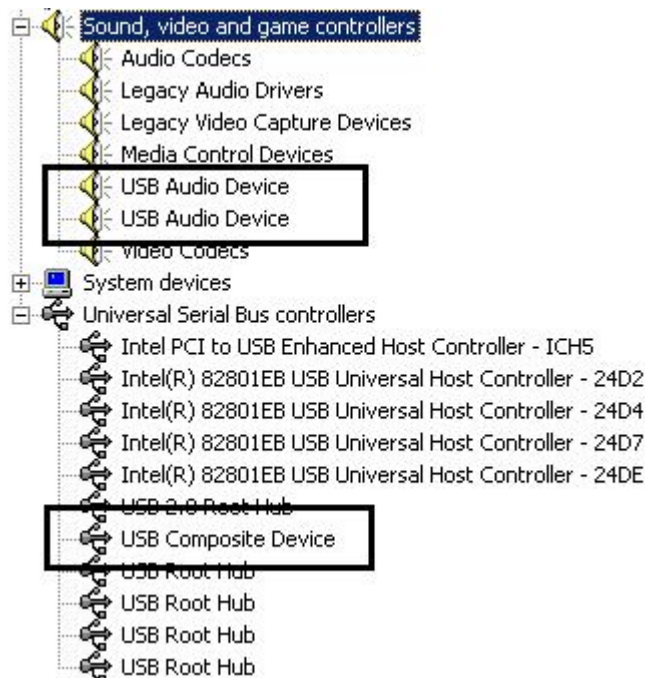 Sound, video and game controllers
Audio Codecs
Legacy Audio Drivers
Legacy Video Capture Devices
Media Control Devices
USB Audio Device
USB Audio Device
Video Codecs
System devices
Universal Serial Bus controllers
Intel PCI to USB Enhanced Host Controller - ICH5
Intel(R) 82801EB USB Universal Host Controller - 24D2
Intel(R) 82801EB USB Universal Host Controller - 24D4
Intel(R) 82801EB USB Universal Host Controller - 24D7
Intel(R) 82801EB USB Universal Host Controller - 24DE
USB 2.0 Root Hub
USB Composite Device
USB Root Hub
USB Root Hub
USB Root Hub
USB Root Hub